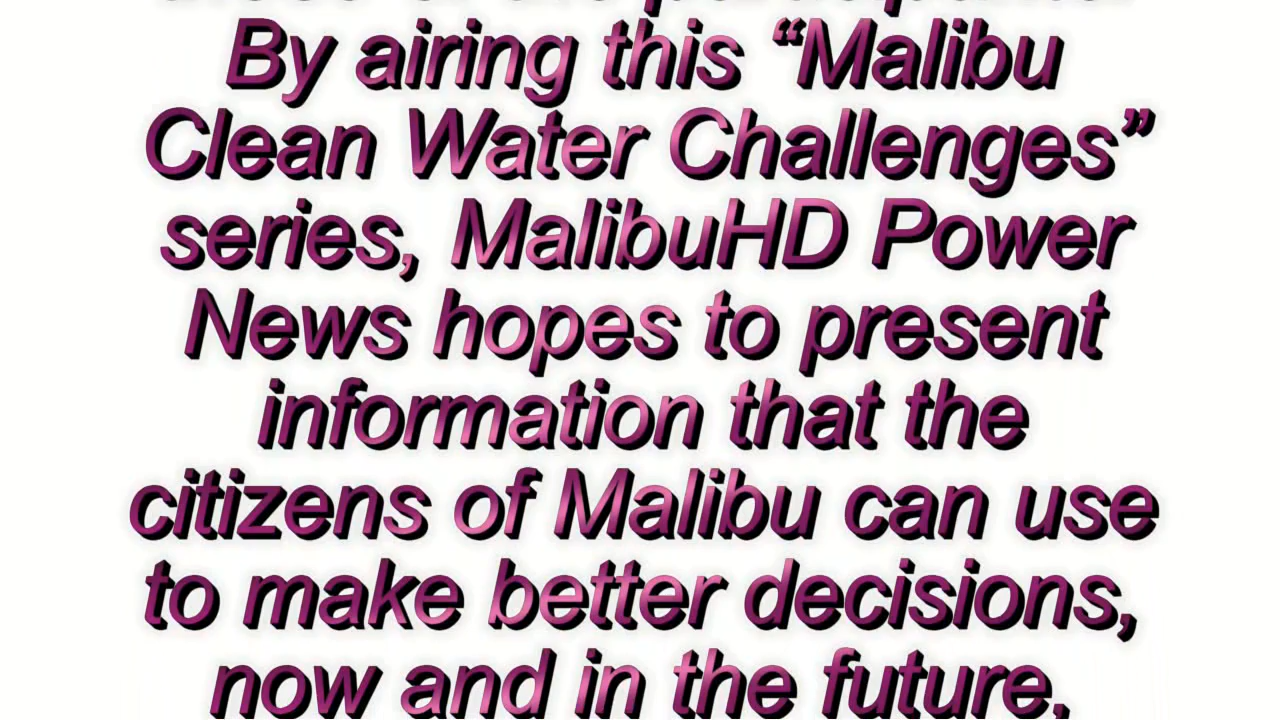 By airing this “Malibu
Clean Water Challenges”
series, MalibuHD Power
News hopes to present
information that the
citizens of Malibu can use
to make better decisions,
now and in the future.